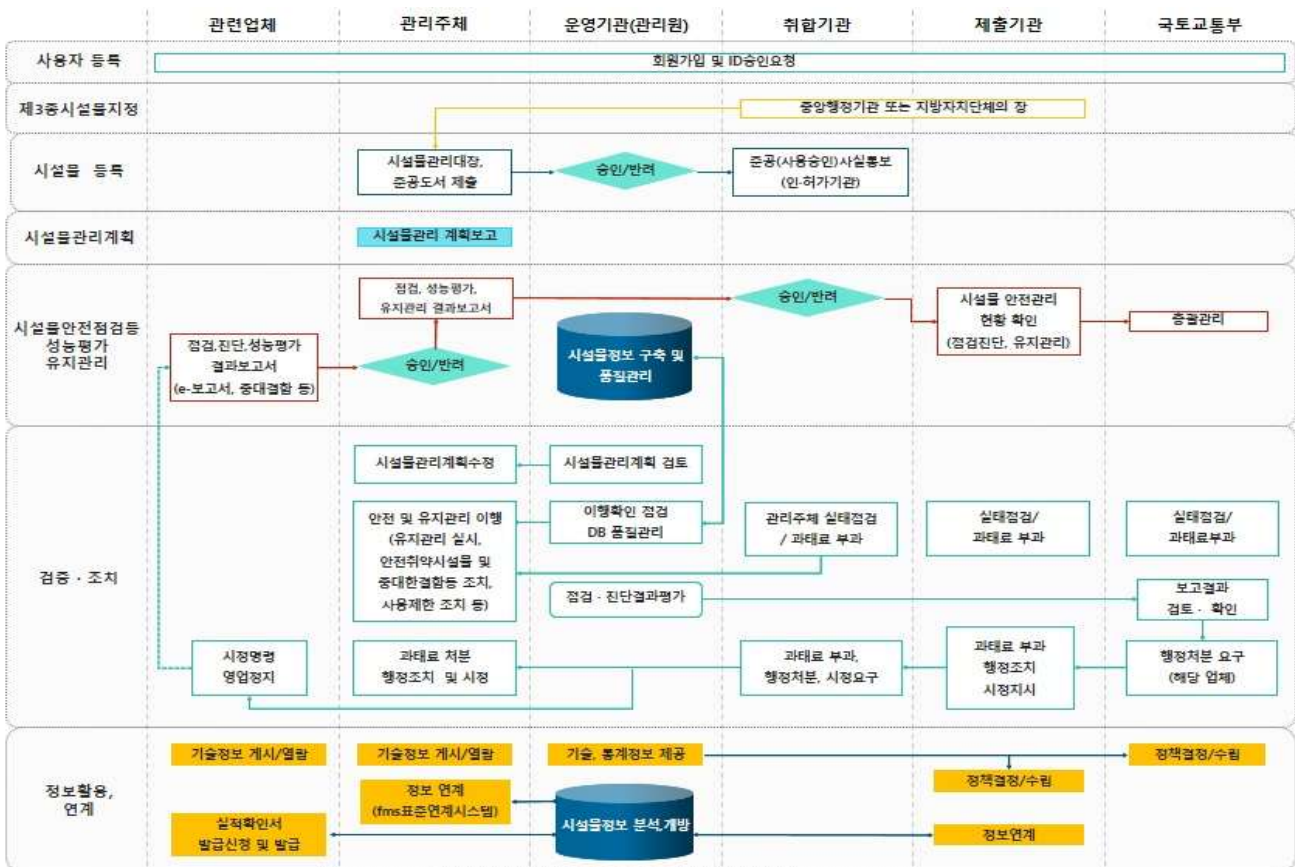 관련업체
관리주체
운영기관(관리원)
취합기관
제출기관
국토교통부
사용자 등록
회원가입 및 ID승인요청
제3종시설물지정
중앙행정기관 또는 지방자치단체의 장
시설물 등록
시설물관리대장,
준공도서 제출
승인/반려
준공(사용승인)사실통보
(인·허가기관)
시설물관리계획
시설물관리 계획보고
시설물안전점검등
성능평가
유지관리
점검,진단,성능평가
결과보고서
(e-보고서, 중대결함 등)
점검, 성능평가,
유지관리 결과보고서
승인/반려
시설물정보 구축 및
품질관리
승인/반려
시설물 안전관리
현황 확인
(점검진단, 유지관리)
총괄관리
검증 · 조치
시설물관리계획수정
시설물관리계획 검토
안전 및 유지관리 이행
(유지관리 실시,
안전취약시설물 및
중대한결함등 조치,
사용제한 조치 등)
이행확인 점검
DB 품질관리
관리주체 실태점검
/ 과태료 부과
실태점검/
과태료 부과
실태점검/
과태료부과
점검 · 진단결과평가
보고결과
검토 · 확인
시정명령
영업정지
과태료 처분
행정조치 및 시정
과태료 부과,
행정처분, 시정요구
과태료 부과
행정조치
시정지시
행정처분 요구
(해당 업체)
정보활용,
연계
기술정보 게시/열람
기술정보 게시/열람
기술, 통계정보 제공
정책결정/수립
정책결정/수립
정보 연계
(fms표준연계시스템)
시설물정보 분석,개방
실적확인서
발급신청 및 발급
정보연계